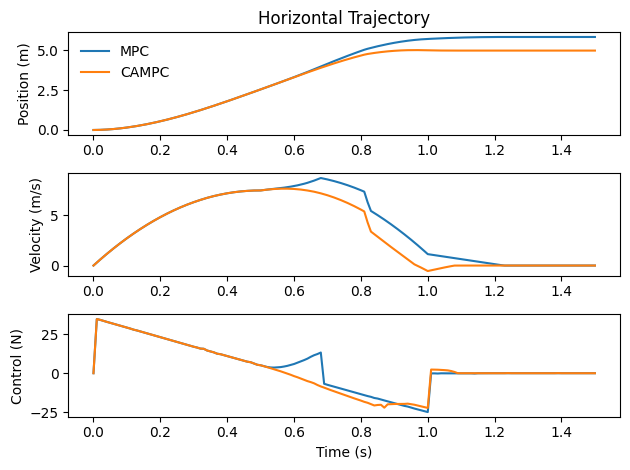 Horizontal Trajectory
Position (m)
5.0
2.5
0.0
MPC
CAMPC
0.0 0.2 0.4 0.6 0.8 1.0 1.2 1.4
Velocity (m/s)
5
0
0.0 0.2 0.4 0.6 0.8 1.0 1.2 1.4
Control (N)
25
0
−25
0.0 0.2 0.4 0.6 0.8 1.0 1.2 1.4
Time (s)